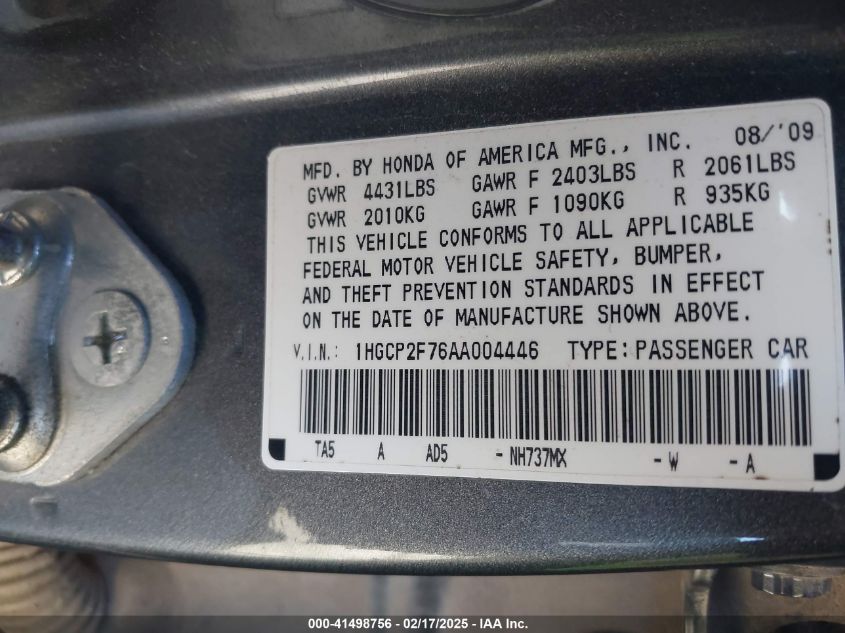 MFD. BY HONDA OF AMERICA MFG., INC. 08/'09
GVWR 4431LBS GAWR F 2403LBS R 2061LBS
GVWR 2010KG GAWR F 1090KG R 935KG
THIS VEHICLE CONFORMS TO ALL APPLICABLE
FEDERAL MOTOR VEHICLE SAFETY, BUMPER,
AND THEFT PREVENTION STANDARDS IN EFFECT
ON THE DATE OF MANUFACTURE SHOWN ABOVE.
V.I.N.: 1HGCP2F76AA004446 TYPE: PASSENGER CAR
TA5 A AD5 - NH737MX - W - A
000-41498756 - 02/17/2025 - IAA Inc.